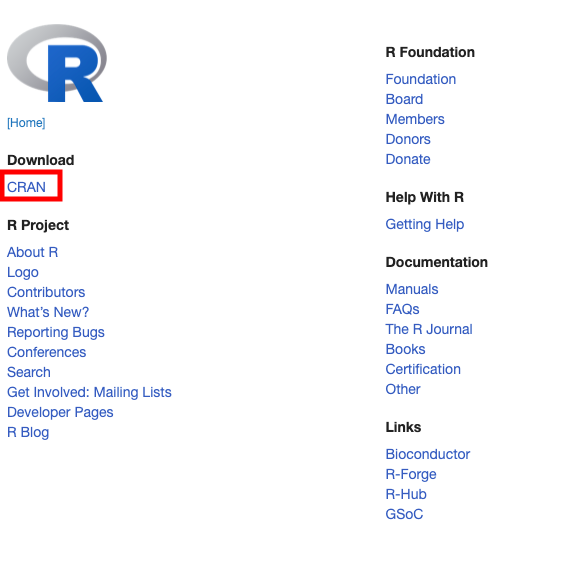 R
[Home]
Download
CRAN
R Project
About R
Logo
Contributors
What's New?
Reporting Bugs
Conferences
Search
Get Involved: Mailing Lists
Developer Pages
R Blog
R Foundation
Foundation
Board
Members
Donors
Donate
Help With R
Getting Help
Documentation
Manuals
FAQs
The R Journal
Books
Certification
Other
Links
Bioconductor
R-Forge
R-Hub
GSoC